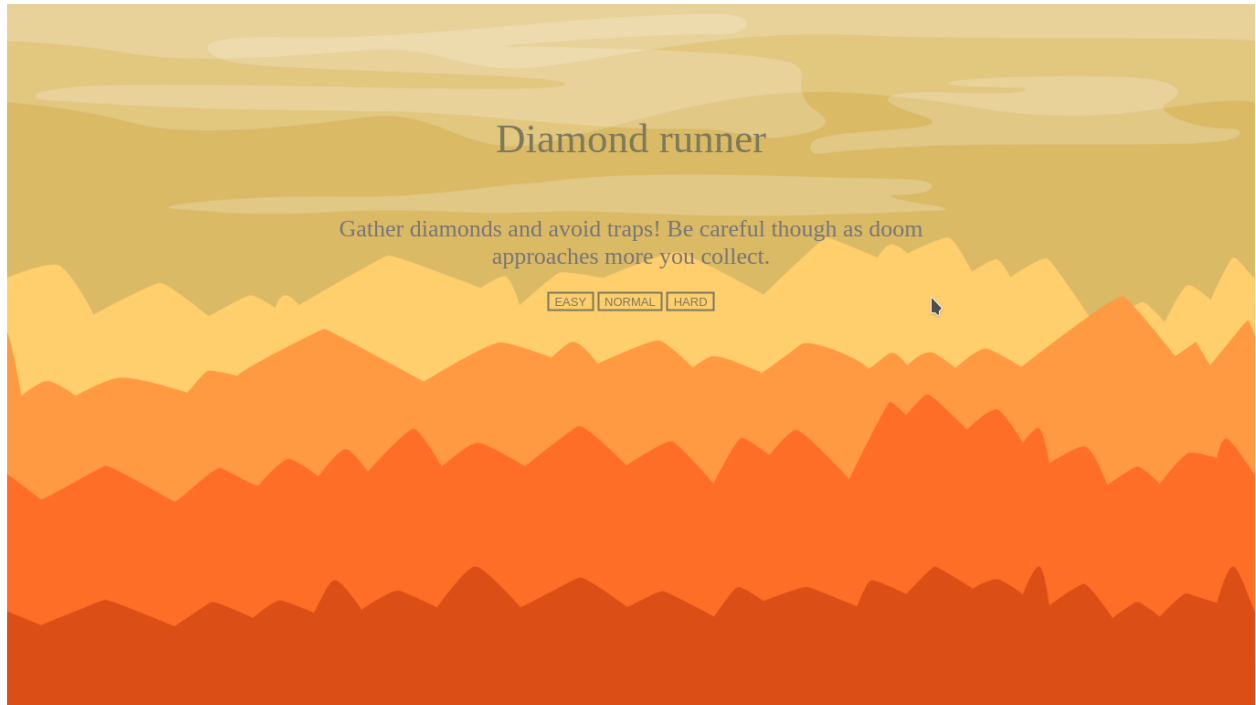 Diamond runner
Gather diamonds and avoid traps! Be careful though as doom
approaches more you collect.
EASY NORMAL HARD